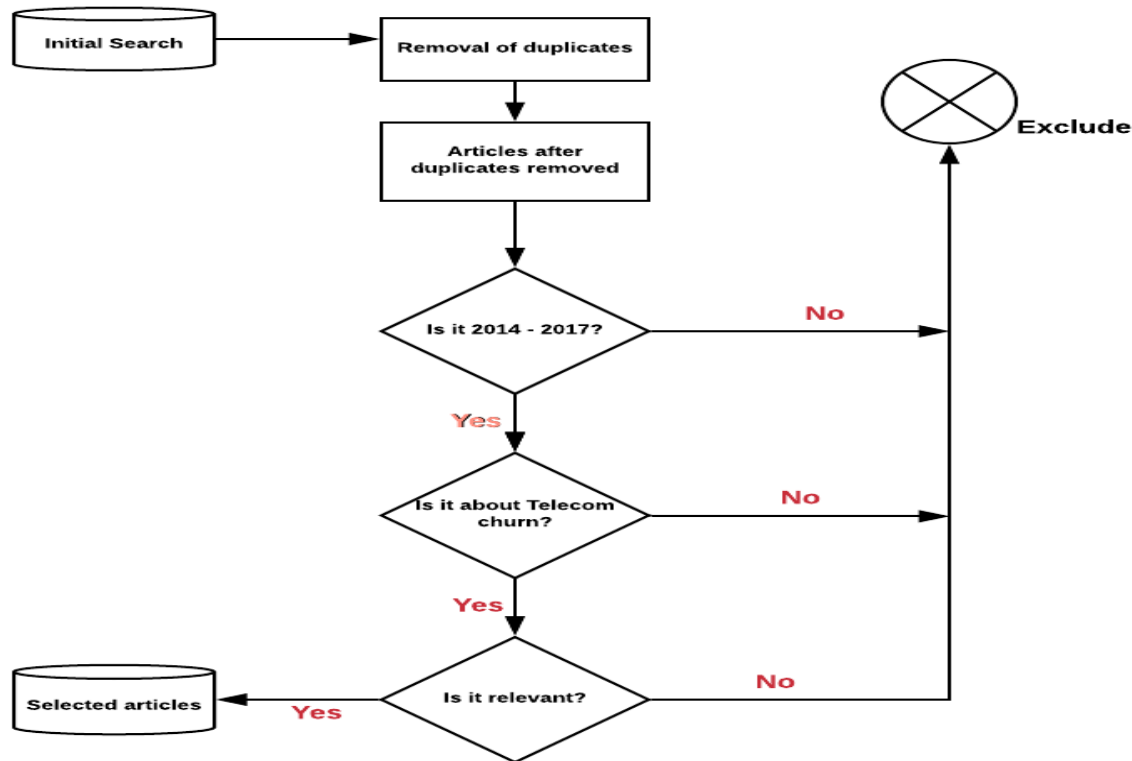 Initial Search
Removal of duplicates
Exclude
Articles after
duplicates removed
Is it 2014 - 2017?
No
Yes
Is it about Telecom
churn?
No
Yes
Is it relevant?
No
Yes
Selected articles